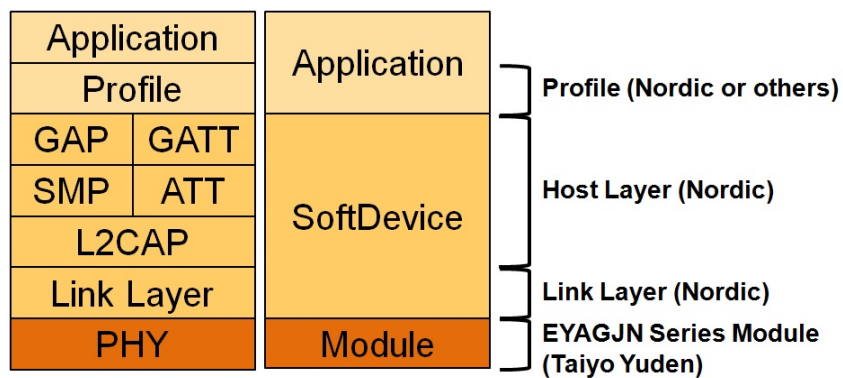 Application
Profile
GAP GATT
SMP ATT
L2CAP
Link Layer
PHY
Application
SoftDevice
Module
Profile (Nordic or others)
Host Layer (Nordic)
Link Layer (Nordic)
EYAGJN Series Module
(Taiyo Yuden)